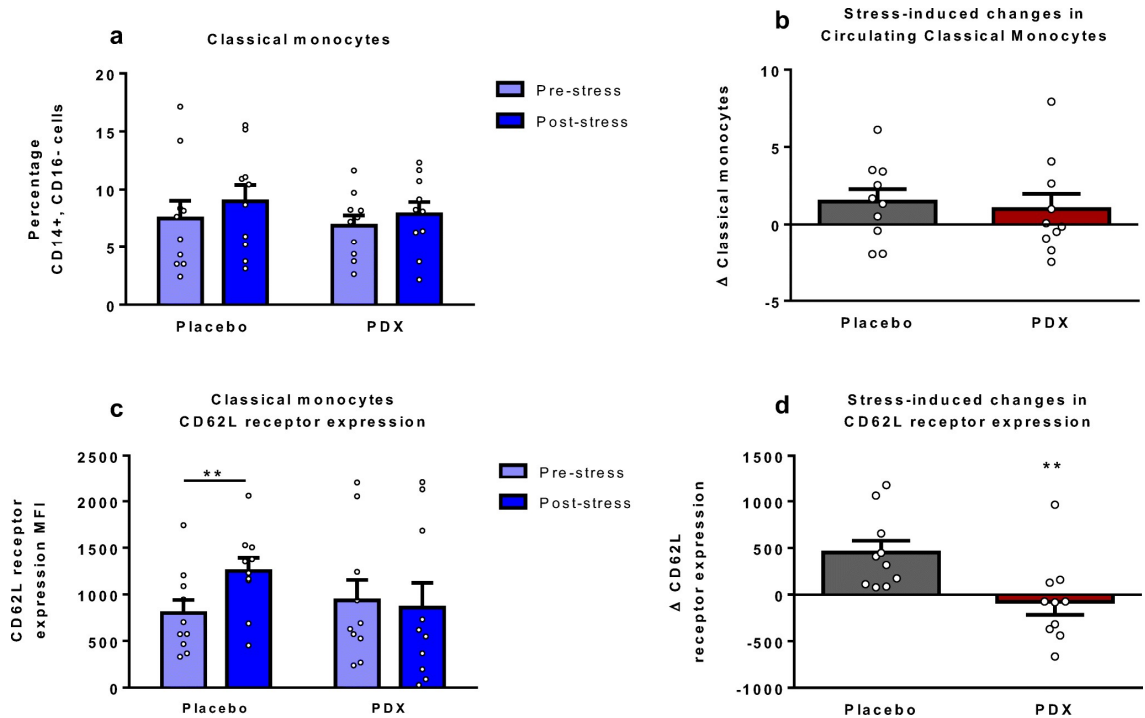 a
Classical monocytes
Percentage
CD14+, CD16- cells
20
15
10
5
0
Placebo
PDX
Pre-stress
Post-stress
b
Stress-induced changes in
Circulating Classical Monocytes
Δ Classical monocytes
10
5
0
-5
Placebo
PDX
c
Classical monocytes
CD62L receptor expression
CD62L receptor
expression MFI
2500
2000
1500
1000
500
0
**
Placebo
PDX
Pre-stress
Post-stress
d
Stress-induced changes in
CD62L receptor expression
Δ CD62L
receptor expression
1500
1000
500
0
-500
-1000
**
Placebo
PDX